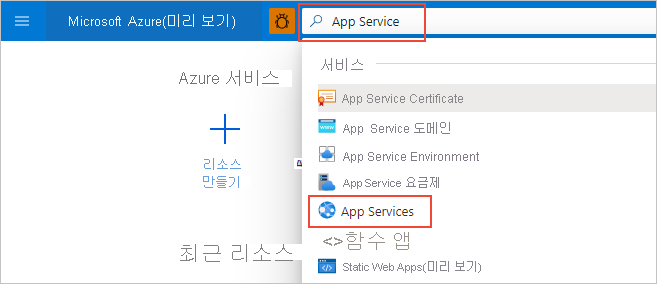 Microsoft Azure(미리 보기)
App Service
Azure 서비스
리소스
만들기
최근 리소스
서비스
App Service Certificate
App Service 도메인
App Service Environment
App Service 요금제
App Services
<>함수 앱
Static Web Apps(미리 보기)